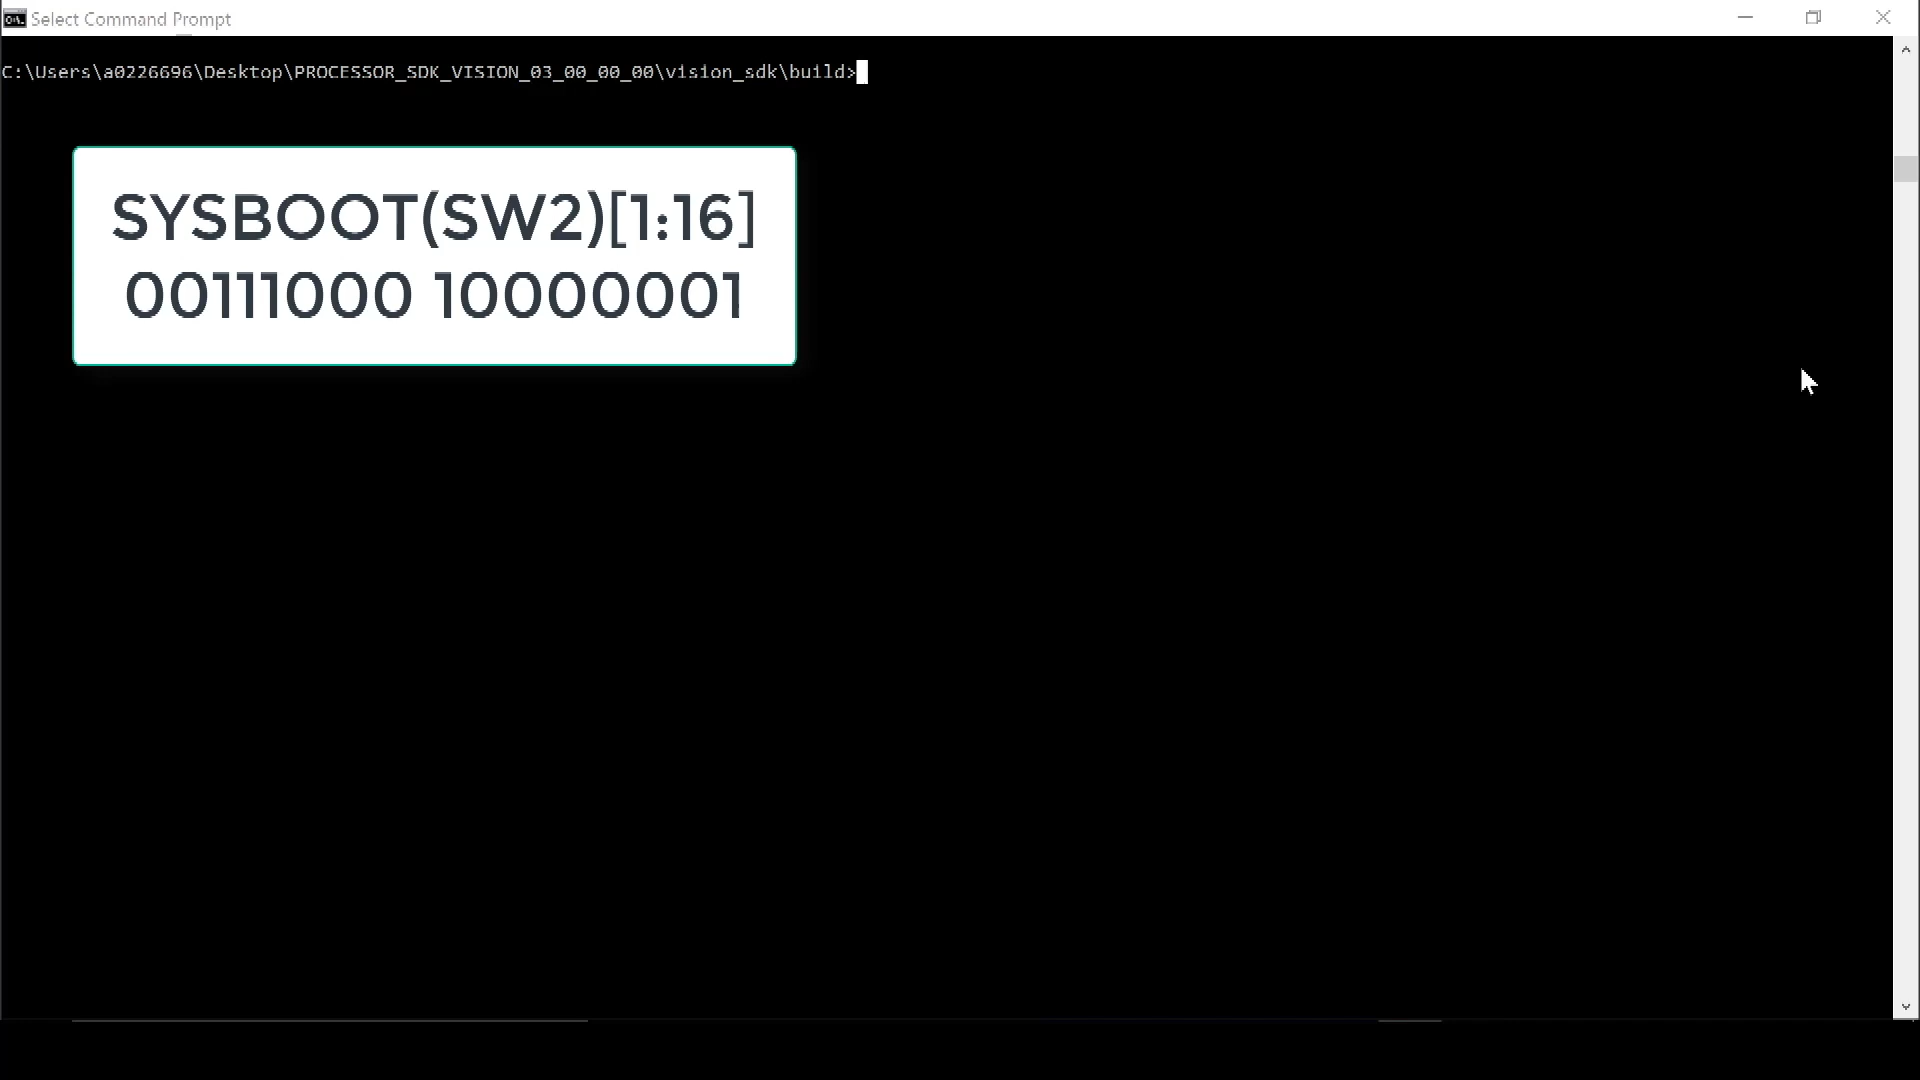 Select Command Prompt
C:\Users\a0226696\Desktop\PROCESSOR_SDK_VISION_03_00_00_00\vision_sdk\build>
SYSBOOT(SW2)[1:16]
00111000 10000001